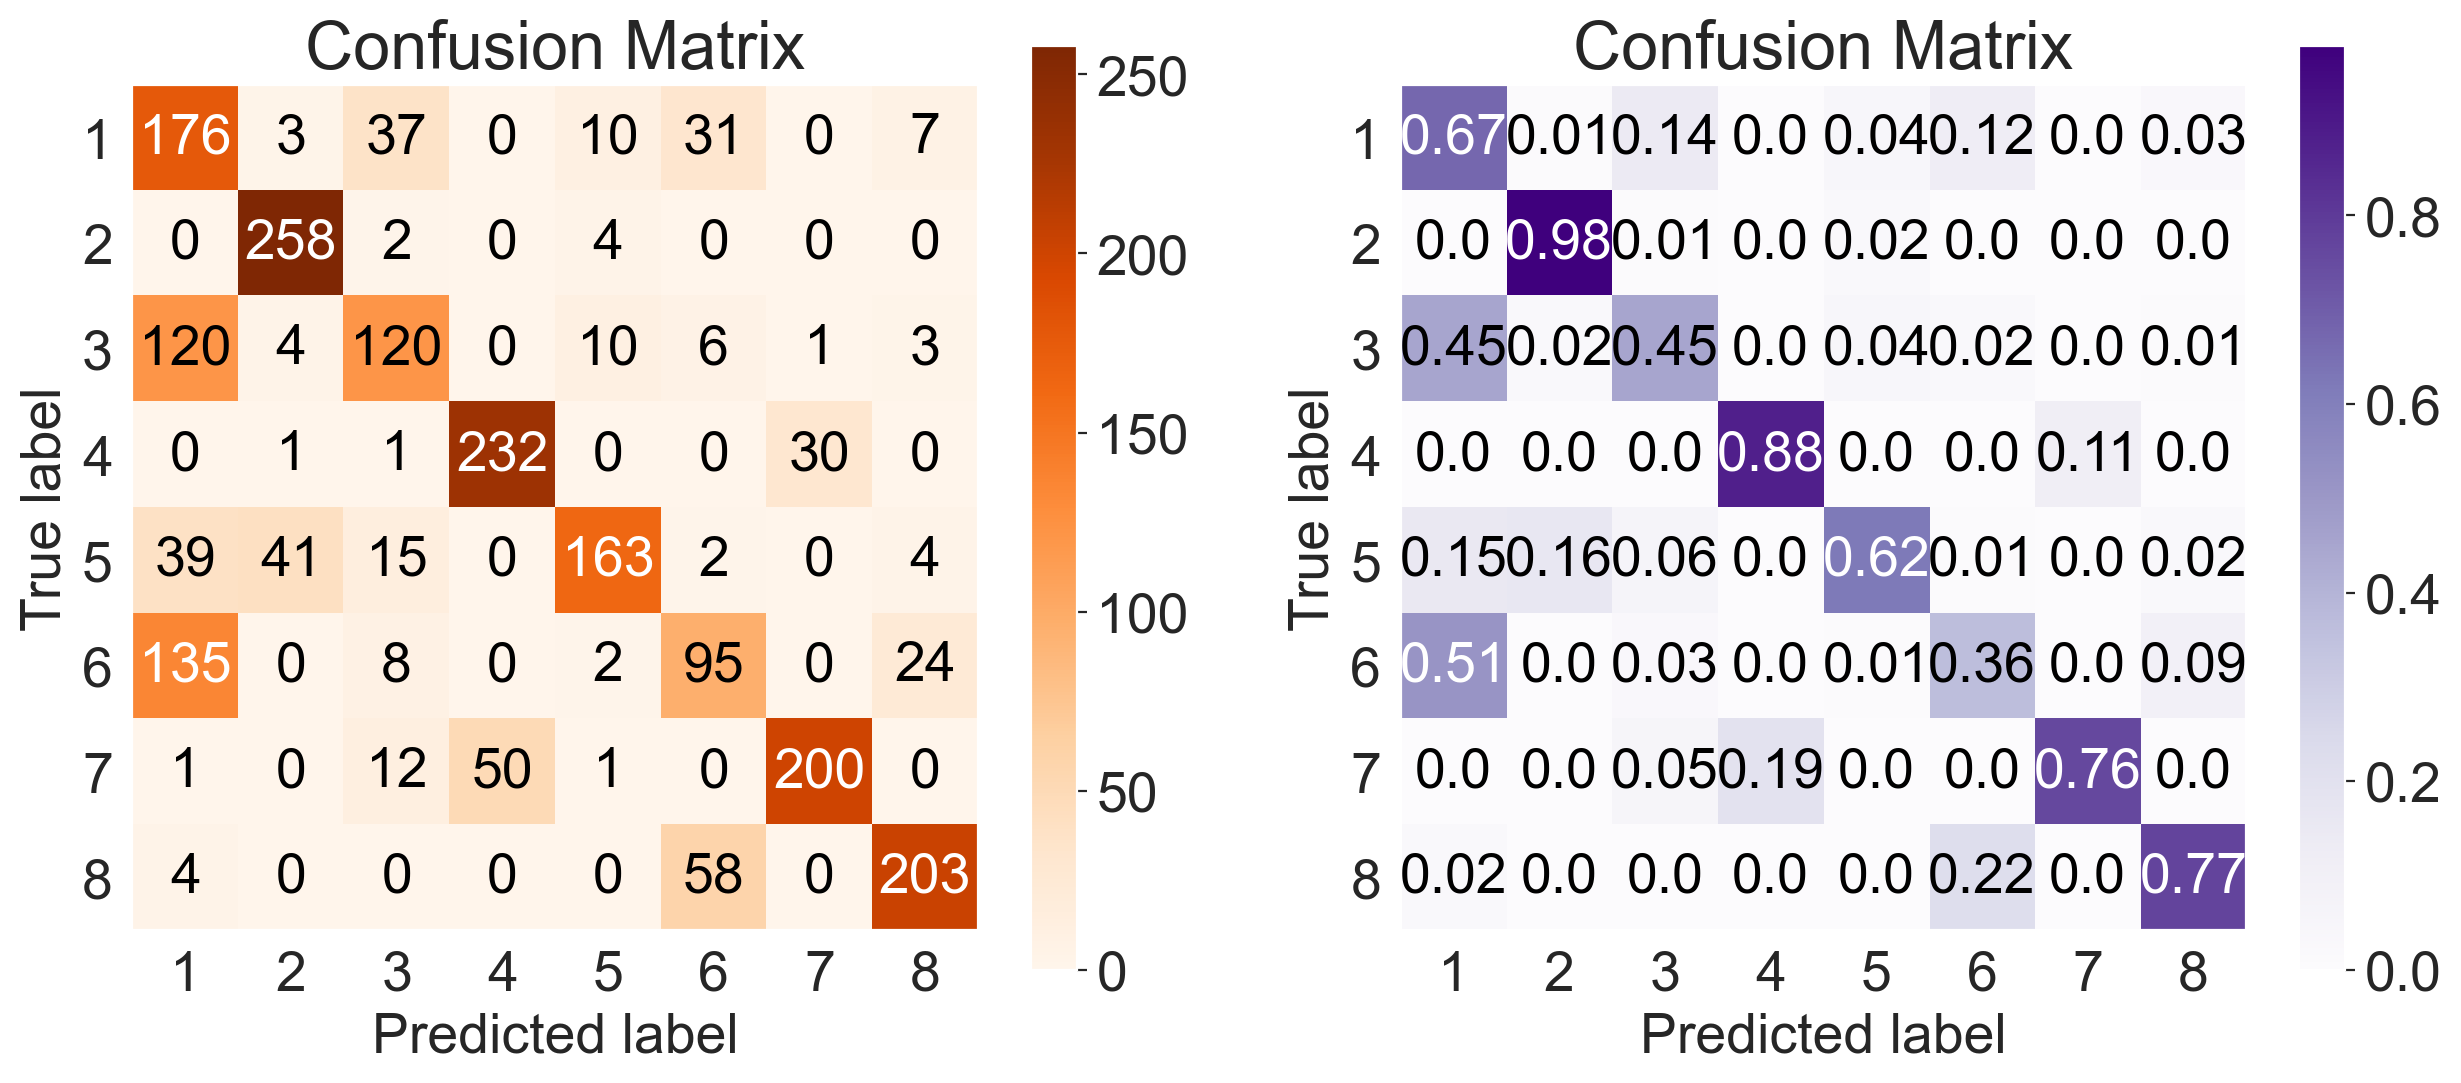 Confusion Matrix
1 176 3 37 0 10 31 0 7
2 0 258 2 0 4 0 0 0
3 120 4 120 0 10 6 1 3
4 0 1 1 232 0 0 30 0
5 39 41 15 0 163 2 0 4
6 135 0 8 0 2 95 0 24
7 1 0 12 50 1 0 200 0
8 4 0 0 0 0 58 0 203
1 2 3 4 5 6 7 8
Predicted label
True label
250
200
150
100
50
0
Confusion Matrix
1 0.67 0.01 0.14 0.0 0.04 0.12 0.0 0.03
2 0.0 0.98 0.01 0.0 0.02 0.0 0.0 0.0
3 0.45 0.02 0.45 0.0 0.04 0.02 0.0 0.01
4 0.0 0.0 0.0 0.88 0.0 0.0 0.11 0.0
5 0.15 0.16 0.06 0.0 0.62 0.01 0.0 0.02
6 0.51 0.0 0.03 0.0 0.01 0.36 0.0 0.09
7 0.0 0.0 0.05 0.19 0.0 0.0 0.76 0.0
8 0.02 0.0 0.0 0.0 0.0 0.22 0.0 0.77
1 2 3 4 5 6 7 8
Predicted label
True label
0.8
0.6
0.4
0.2
0.0